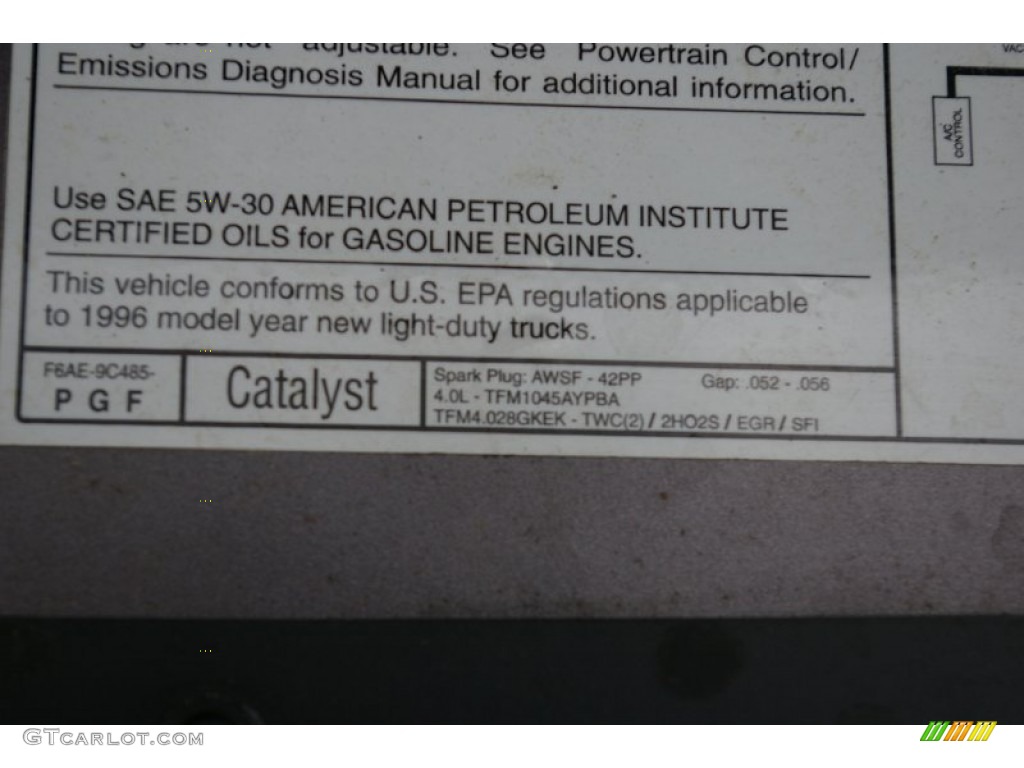 are not adjustable. See Powertrain Control/
Emissions Diagnosis Manual for additional information.
Use SAE 5W-30 AMERICAN PETROLEUM INSTITUTE
CERTIFIED OILS for GASOLINE ENGINES.
This vehicle conforms to U.S. EPA regulations applicable
to 1996 model year new light-duty trucks.
F6AE-9C485-
P G F
Catalyst
Spark Plug: AWSF - 42PP Gap: .052 - .056
4.0L - TFM1045AYPBA
TFM4.028GKEK - TWC(2) / 2HO2S / EGR / SFI
VAC
A/C
CONTROL
GTCARLOT.COM